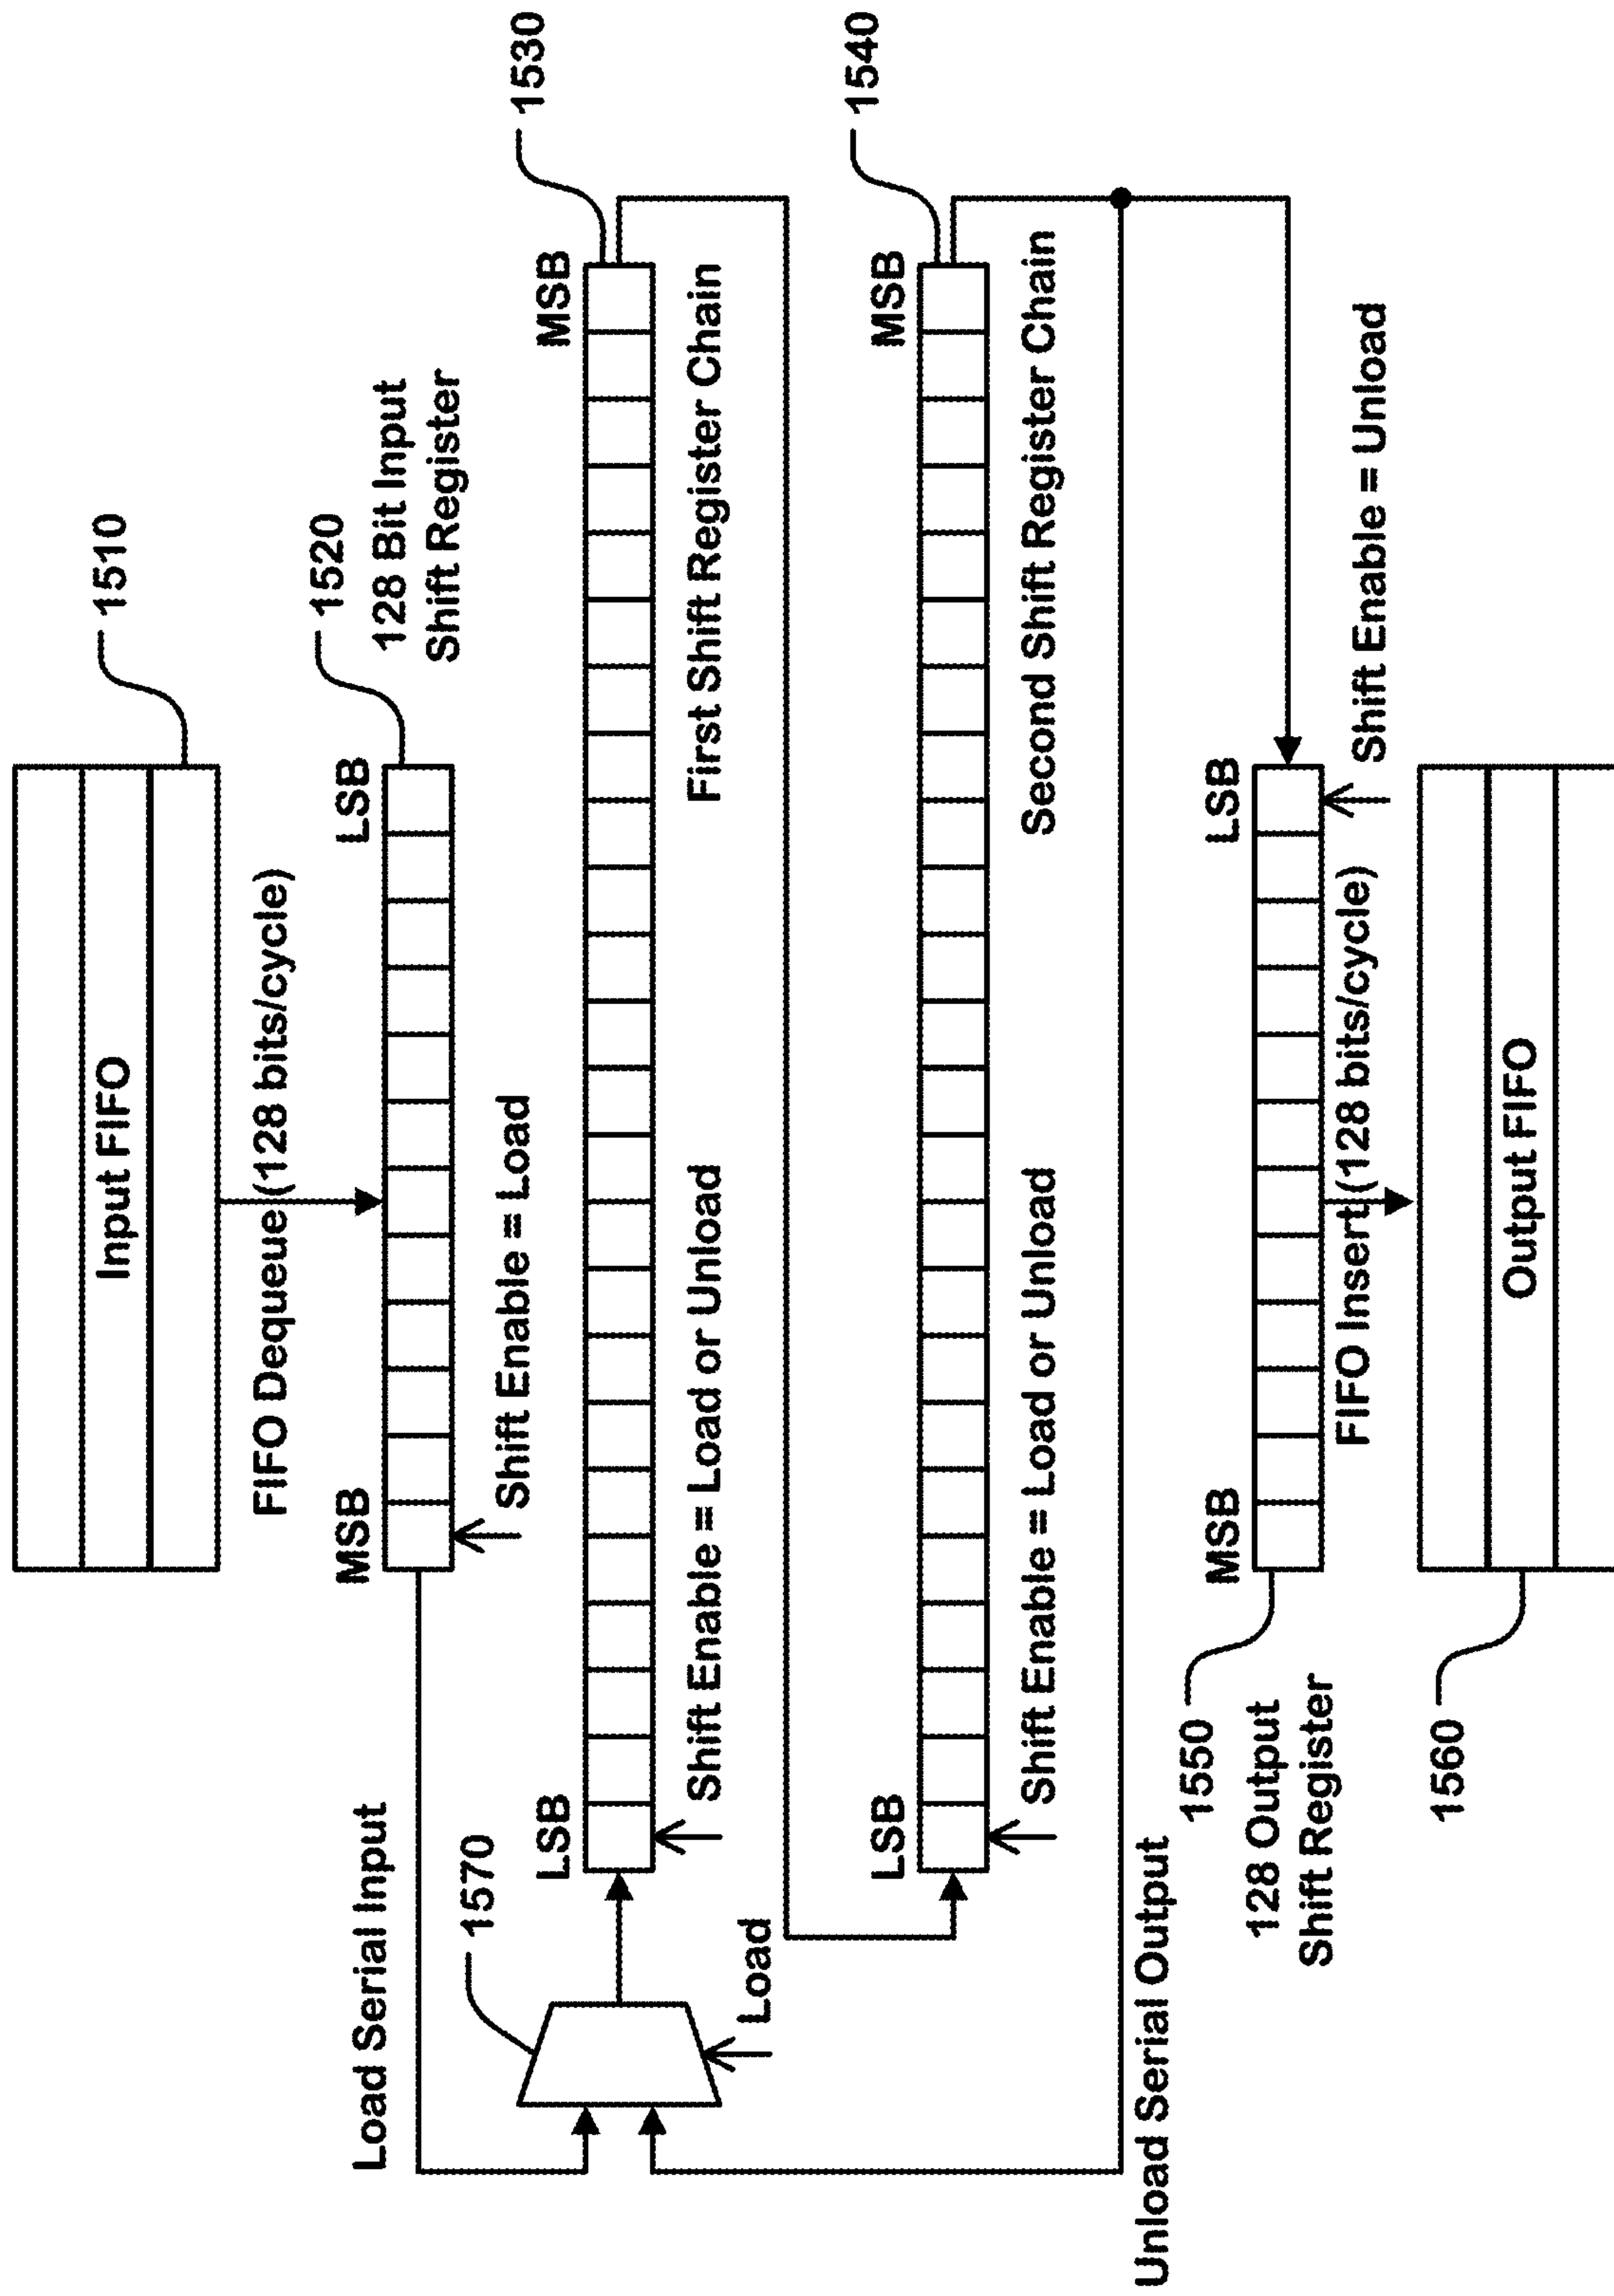 Input FIFO
1510
FIFO Dequeue (128 bits/cycle)
MSB
LSB
1520
128 Bit Input
Shift Register
Load Serial Input
Shift Enable = Load
1570
Load
LSB
MSB
1530
Shift Enable = Load or Unload
First Shift Register Chain
LSB
MSB
1540
Shift Enable = Load or Unload
Second Shift Register Chain
Unload Serial Output
MSB
LSB
1550
128 Output
Shift Register
Shift Enable = Unload
FIFO Insert (128 bits/cycle)
1560
Output FIFO